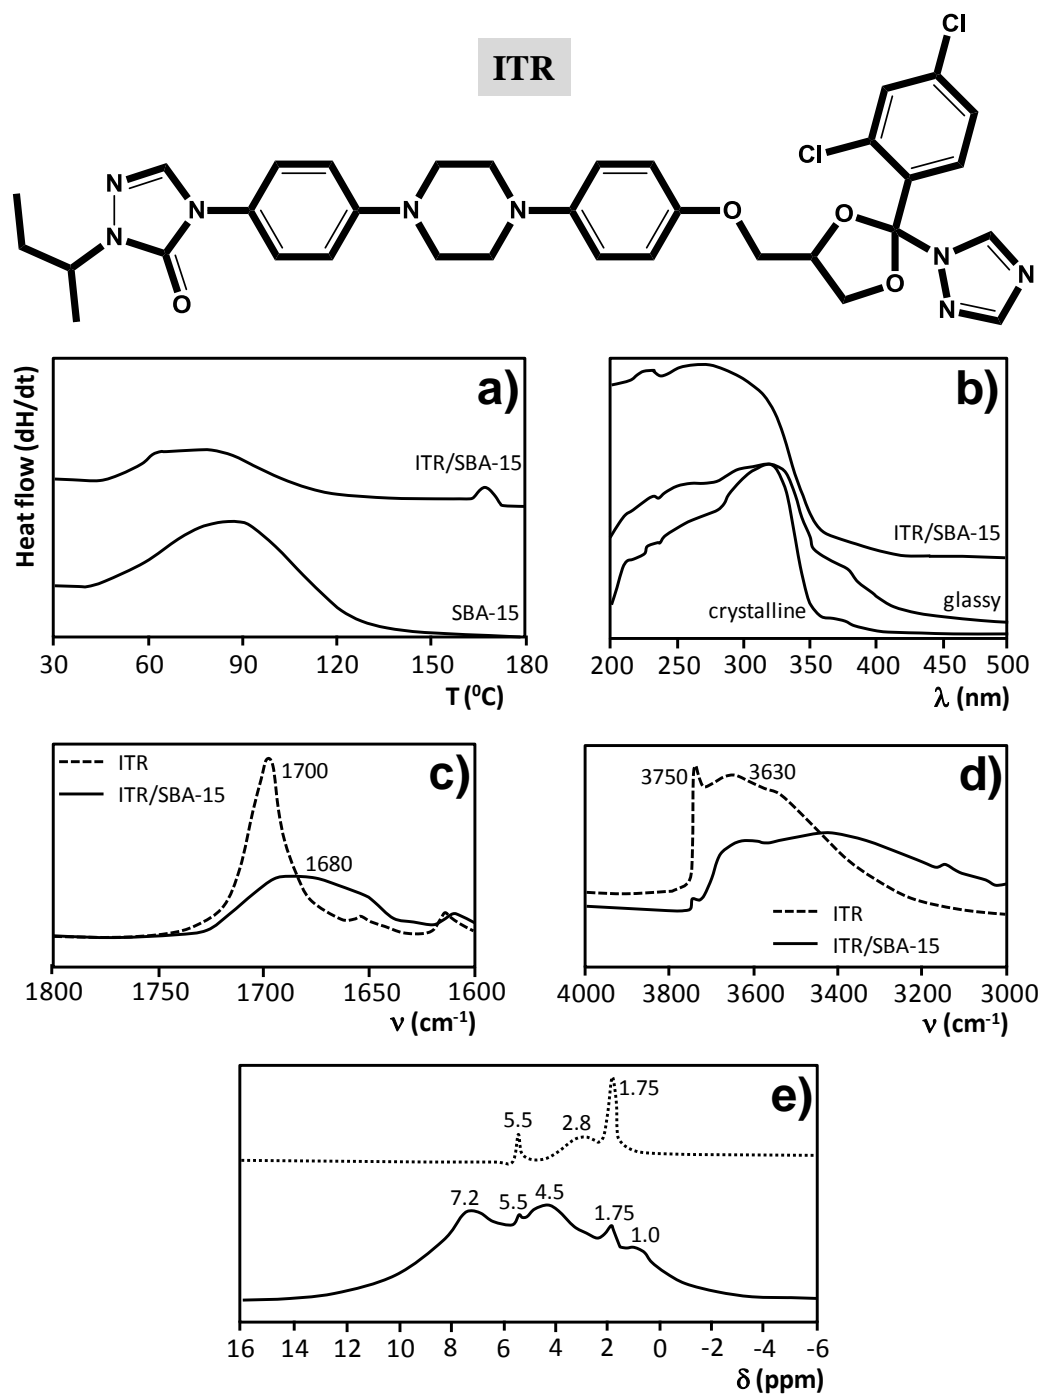 ITR
Cl
Cl
N
N
N
O
N
N
O
O
O
N
N
N
a)
Heat flow (dH/dt)
ITR/SBA-15
SBA-15
30 60 90 120 150 180
T (⁰C)
b)
ITR/SBA-15
glassy
crystalline
200 250 300 350 400 450 500
λ (nm)
c)
ITR
ITR/SBA-15
1700
1680
1800 1750 1700 1650 1600
ν (cm⁻¹)
d)
3750 3630
ITR
ITR/SBA-15
4000 3800 3600 3400 3200 3000
ν (cm⁻¹)
e)
5.5 2.8 1.75
7.2 5.5 4.5 1.75 1.0
16 14 12 10 8 6 4 2 0 -2 -4 -6
δ (ppm)